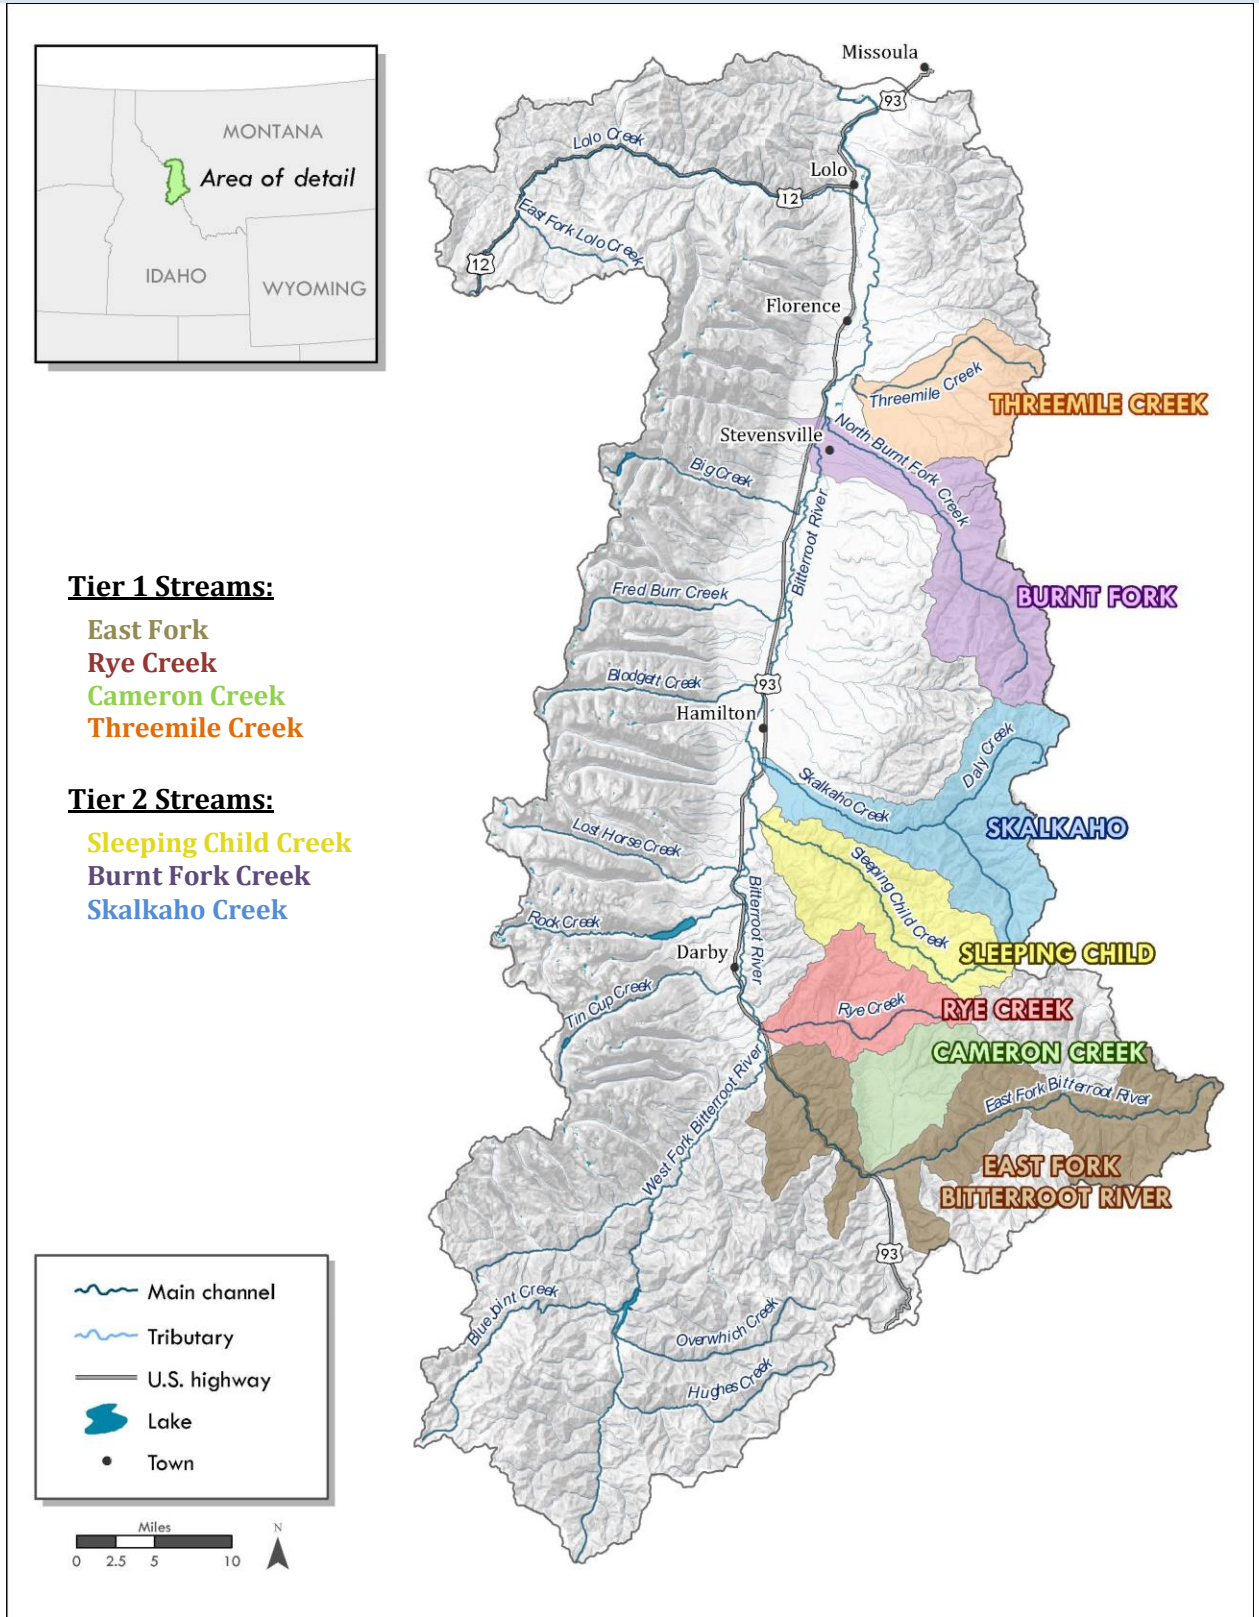 MONTANA
Area of detail
IDAHO
WYOMING
Missoula
93
Lolo Creek
Lolo
12
East Fork Lolo Creek
12
Florence
Threemile Creek
THREEMILE CREEK
Stevensville
North Burnt Fork Creek
Big Creek
Bitterroot River
Fred Burr Creek
BURNT FORK
Blodgett Creek
93
Hamilton
Daly Creek
Skalkaho Creek
SKALKAHO
Lost Horse Creek
Sleeping Child Creek
Bitterroot River
Rock Creek
Darby
SLEEPING CHILD
Tin Cup Creek
Rye Creek
RYE CREEK
CAMERON CREEK
West Fork Bitterroot River
East Fork Bitterroot River
EAST FORK
BITTERROOT RIVER
93
Blue Joint Creek
Overwhich Creek
Hughes Creek
Tier 1 Streams:
East Fork
Rye Creek
Cameron Creek
Threemile Creek
Tier 2 Streams:
Sleeping Child Creek
Burnt Fork Creek
Skalkaho Creek
Main channel
Tributary
U.S. highway
Lake
Town
Miles
0 2.5 5 10
N